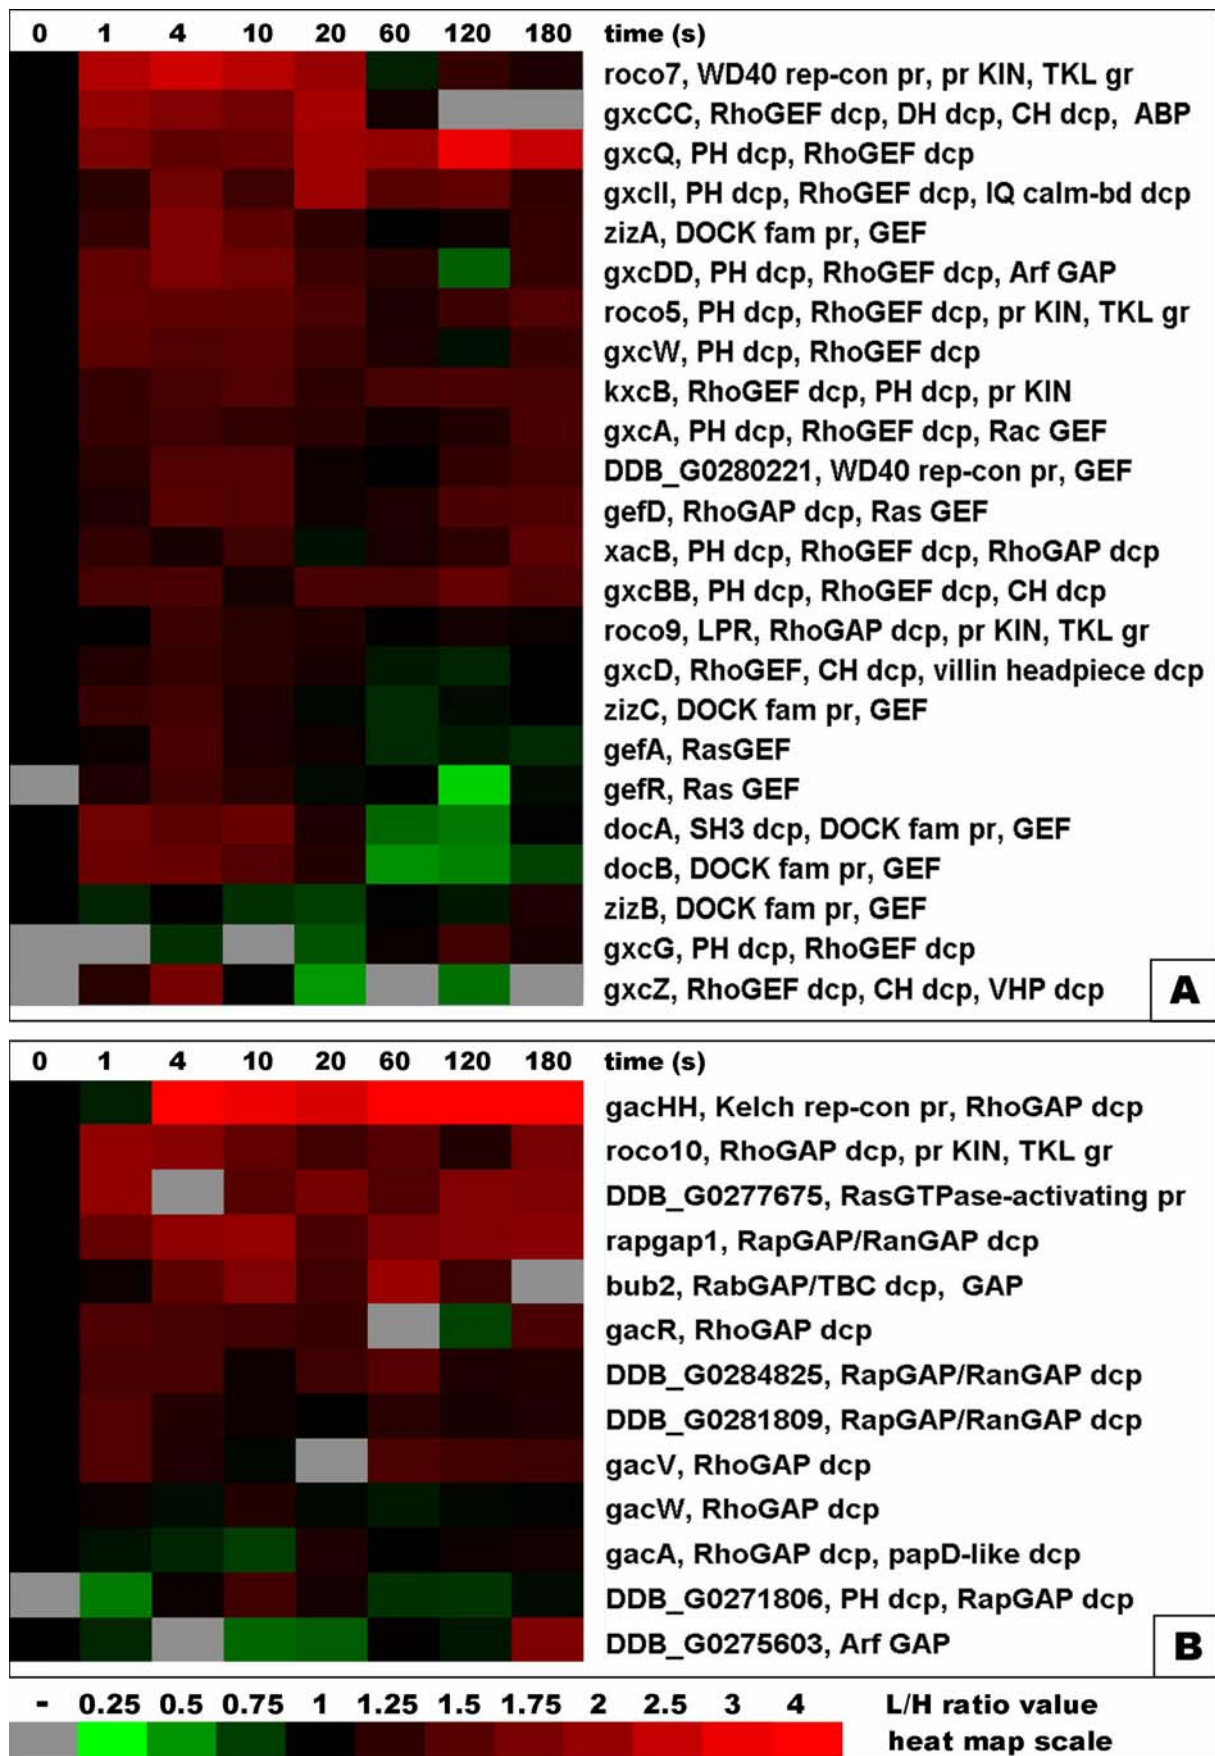 0 1 4 10 20 60 120 180 time (s)
roco7, WD40 rep-con pr, pr KIN, TKL gr
gxcCC, RhoGEF dcp, DH dcp, CH dcp, ABP
gxcQ, PH dcp, RhoGEF dcp
gxcII, PH dcp, RhoGEF dcp, IQ calm-bd dcp
zizA, DOCK fam pr, GEF
gxcDD, PH dcp, RhoGEF dcp, Arf GAP
roco5, PH dcp, RhoGEF dcp, pr KIN, TKL gr
gxcW, PH dcp, RhoGEF dcp
kxcB, RhoGEF dcp, PH dcp, pr KIN
gxcA, PH dcp, RhoGEF dcp, Rac GEF
DDB_G0280221, WD40 rep-con pr, GEF
gefD, RhoGAP dcp, Ras GEF
xacB, PH dcp, RhoGEF dcp, RhoGAP dcp
gxcBB, PH dcp, RhoGEF dcp, CH dcp
roco9, LPR, RhoGAP dcp, pr KIN, TKL gr
gxcD, RhoGEF, CH dcp, villin headpiece dcp
zizC, DOCK fam pr, GEF
gefA, RasGEF
gefR, Ras GEF
docA, SH3 dcp, DOCK fam pr, GEF
docB, DOCK fam pr, GEF
zizB, DOCK fam pr, GEF
gxcG, PH dcp, RhoGEF dcp
gxcZ, RhoGEF dcp, CH dcp, VHP dcp
A
0 1 4 10 20 60 120 180 time (s)
gacHH, Kelch rep-con pr, RhoGAP dcp
roco10, RhoGAP dcp, pr KIN, TKL gr
DDB_G0277675, RasGTPase-activating pr
rapgap1, RapGAP/RanGAP dcp
bub2, RabGAP/TBC dcp, GAP
gacR, RhoGAP dcp
DDB_G0284825, RapGAP/RanGAP dcp
DDB_G0281809, RapGAP/RanGAP dcp
gacV, RhoGAP dcp
gacW, RhoGAP dcp
gacA, RhoGAP dcp, papD-like dcp
DDB_G0271806, PH dcp, RapGAP dcp
DDB_G0275603, Arf GAP
B
- 0.25 0.5 0.75 1 1.25 1.5 1.75 2 2.5 3 4 L/H ratio value
heat map scale